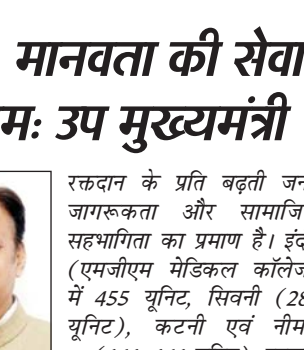 मानवता की सेवा
मः उप मुख्यमंत्री
रक्तदान के प्रति बढ़ती जन
जागरूकता और सामाजि
सहभागिता का प्रमाण है। इंद
(एमजीएम मेडिकल कॉलेज
में 455 यूनिट, सिवनी (28
यूनिट), कटनी एवं नीम